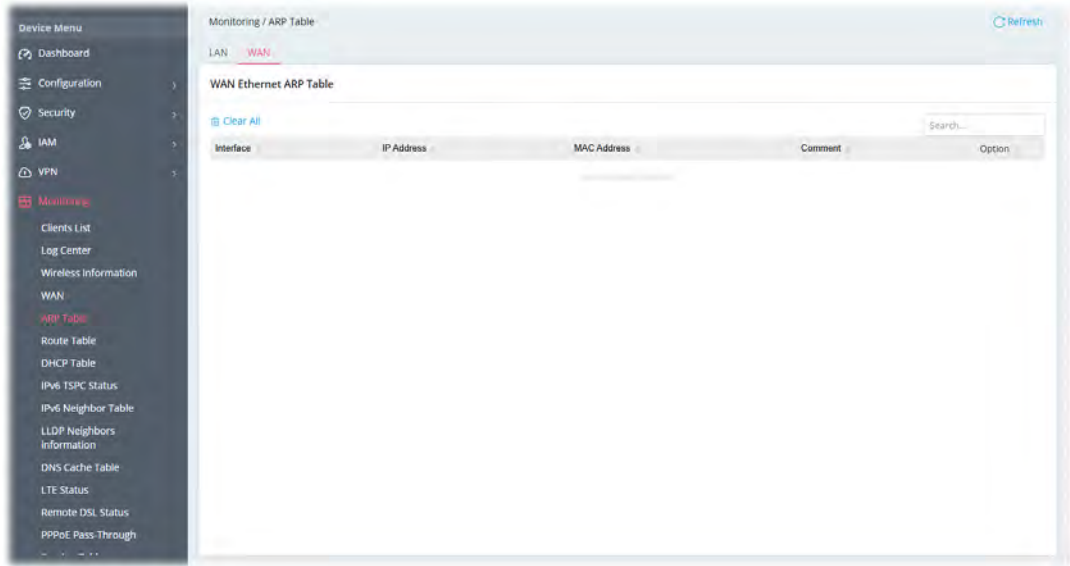 Device Menu
Dashboard
Configuration
Security
IAM
VPN
Monitoring
Clients List
Log Center
Wireless Information
WAN
ARP Table
Route Table
DHCP Table
IPv6 TSPC Status
IPv6 Neighbor Table
LLDP Neighbors
Information
DNS Cache Table
LTE Status
Remote DSL Status
PPPoE Pass-Through
Monitoring / ARP Table
Refresh
LAN WAN
WAN Ethernet ARP Table
Clear All
Search...
Interface IP Address MAC Address Comment Option